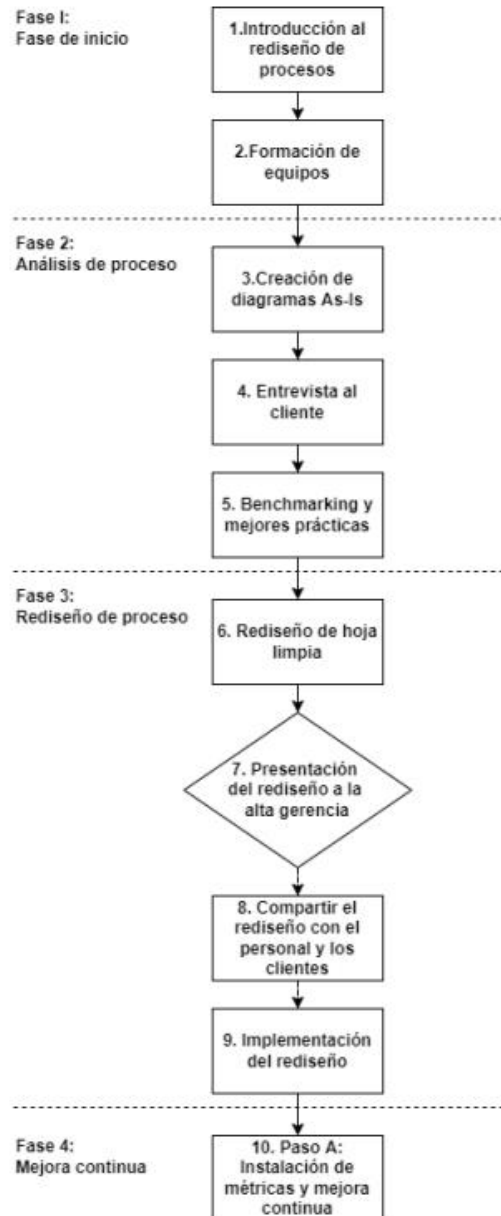 Fase I:
Fase de inicio
1.Introducción al
rediseño de
procesos
2.Formación de
equipos
Fase 2:
Análisis de proceso
3.Creación de
diagramas As-Is
4. Entrevista al
cliente
5. Benchmarking y
mejores prácticas
Fase 3:
Rediseño de proceso
6. Rediseño de hoja
limpia
7. Presentación
del rediseño a la
alta gerencia
8. Compartir el
rediseño con el
personal y los
clientes
9. Implementación
del rediseño
Fase 4:
Mejora continua
10. Paso A:
Instalación de
métricas y mejora
continua